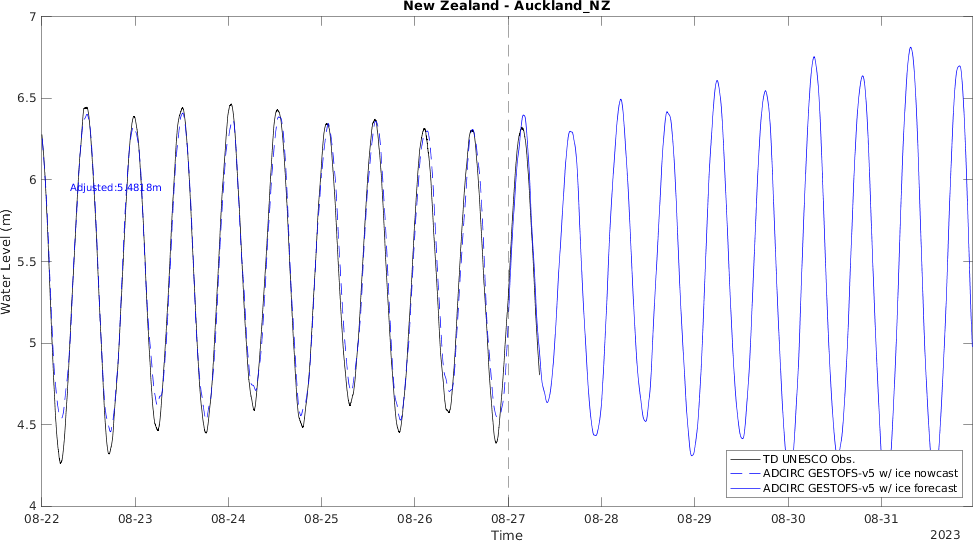 New Zealand - Auckland_NZ
7
6.5
6
5.5
5
4.5
4
Water Level (m)
Adjusted:5.4818m
TD UNESCO Obs.
ADCIRC GESTOFS-v5 w/ ice nowcast
ADCIRC GESTOFS-v5 w/ ice forecast
08-22 08-23 08-24 08-25 08-26 08-27 08-28 08-29 08-30 08-31
Time
2023